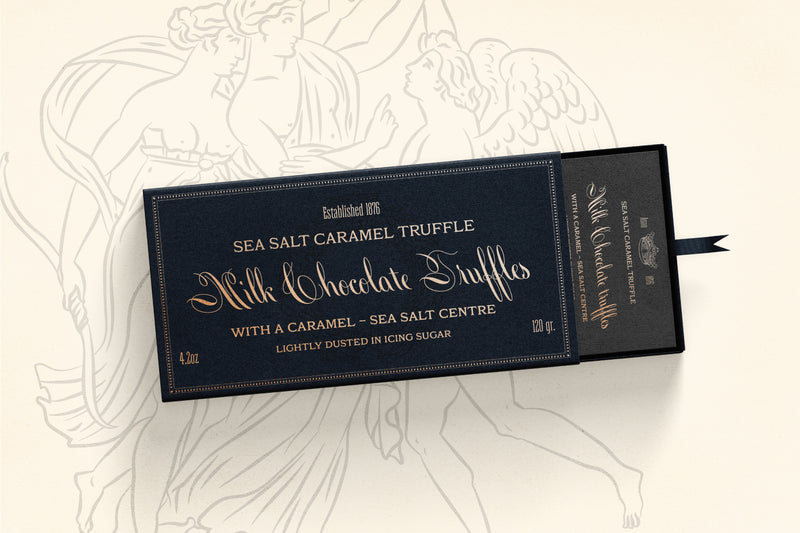 Established 1876
SEA SALT CARAMEL TRUFFLE
Milk Chocolate Truffles
WITH A CARAMEL – SEA SALT CENTRE
LIGHTLY DUSTED IN ICING SUGAR
4.2oz
120 gr.
SEA SALT CARAMEL TRUFFLE
Milk Chocolate truffles
WITH A CARAMEL – SEA SALT CENTRE